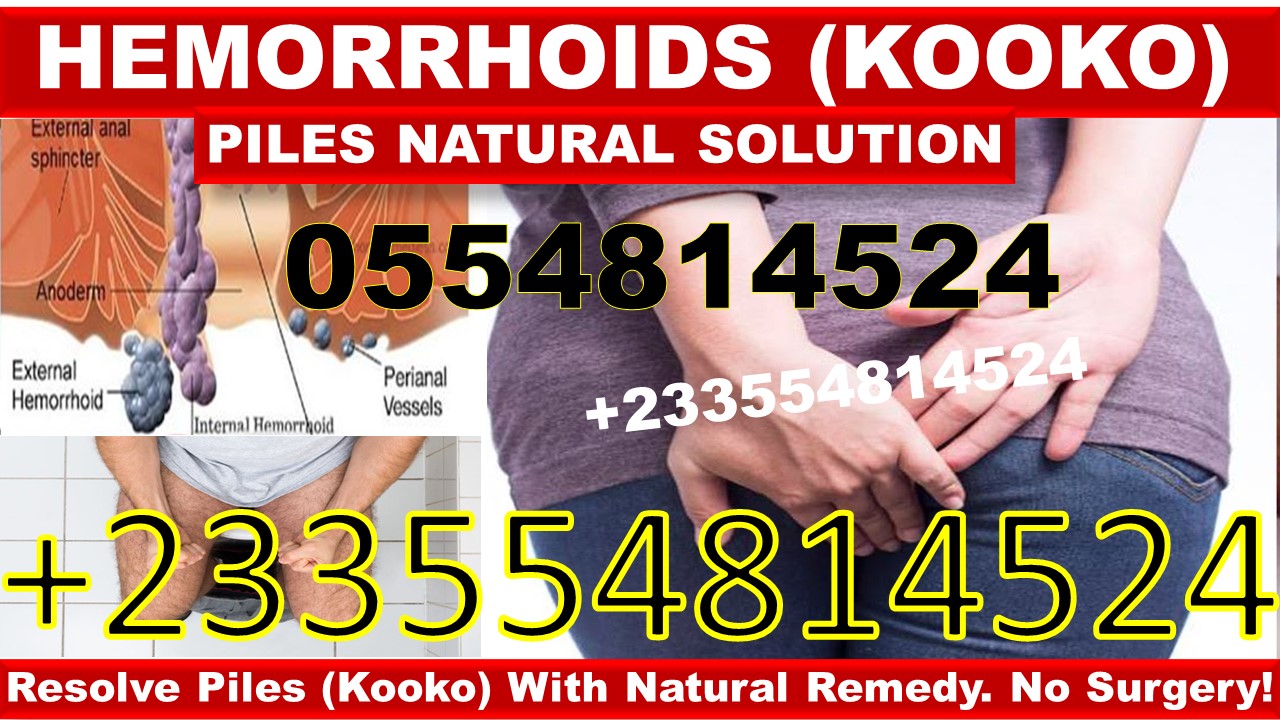 HEMORRHOIDS (KOOKO)
PILES NATURAL SOLUTION
External anal
sphincter
0554814524
Anoderm
+233554814524
External
Hemorrhoid
Perianal
Vessels
Internal Hemorrhoid
+233554814524
Resolve Piles (Kooko) With Natural Remedy. No Surgery!